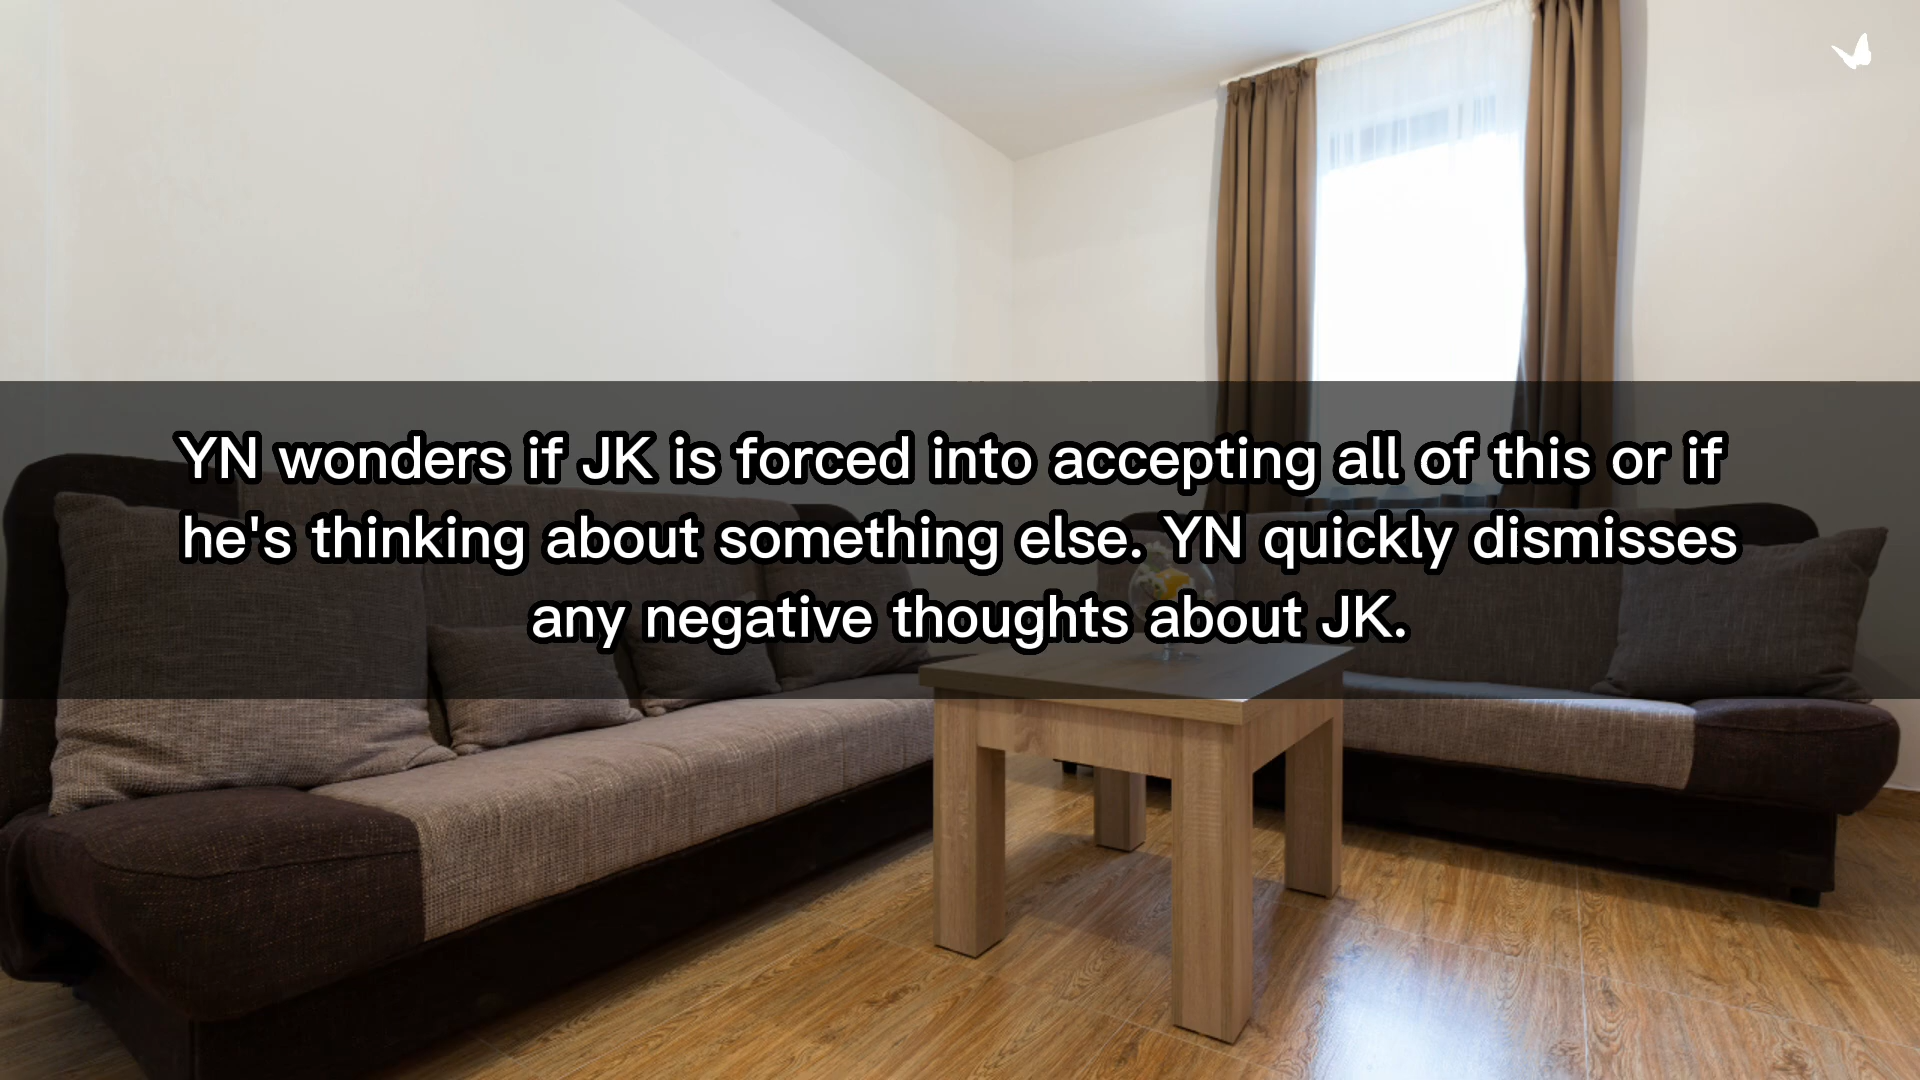 YN wonders if JK is forced into accepting all of this or if
he's thinking about something else. YN quickly dismisses
any negative thoughts about JK.